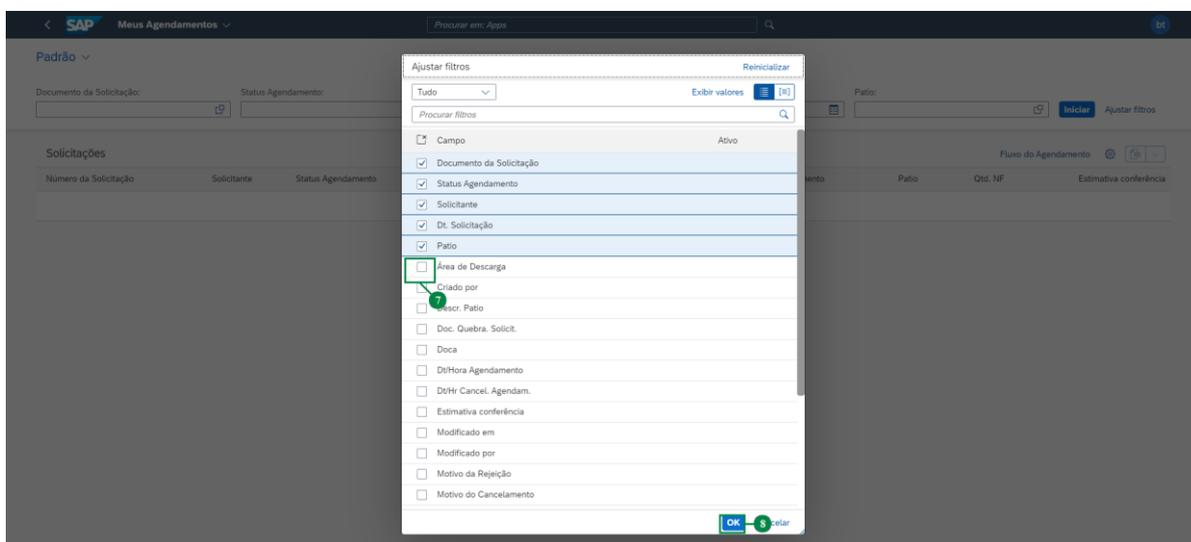 SAP Meus Agendamentos Procurar em: Apps bt
Padrão
Ajustar filtros Reinicializar
Documento da Solicitação: Status Agendamento: Patio:
Tudo Exibir valores
Iniciar Ajustar filtros
Procurar filtros
Campo Ativo
Solicitações Fluxo do Agendamento
Documento da Solicitação
Número da Solicitação Solicitante Status Agendamento Patio Qtd. NF Estimativa conferência
Status Agendamento
Solicitante
Dt. Solicitação
Patio
Área de Descarga
Criado por
7
Descr. Patio
Doc. Quebra. Solicit.
Doca
Dt/Hora Agendamento
Dt/Hr Cancel. Agendam.
Estimativa conferência
Modificado em
Modificado por
Motivo da Rejeição
Motivo do Cancelamento
OK 8 celar